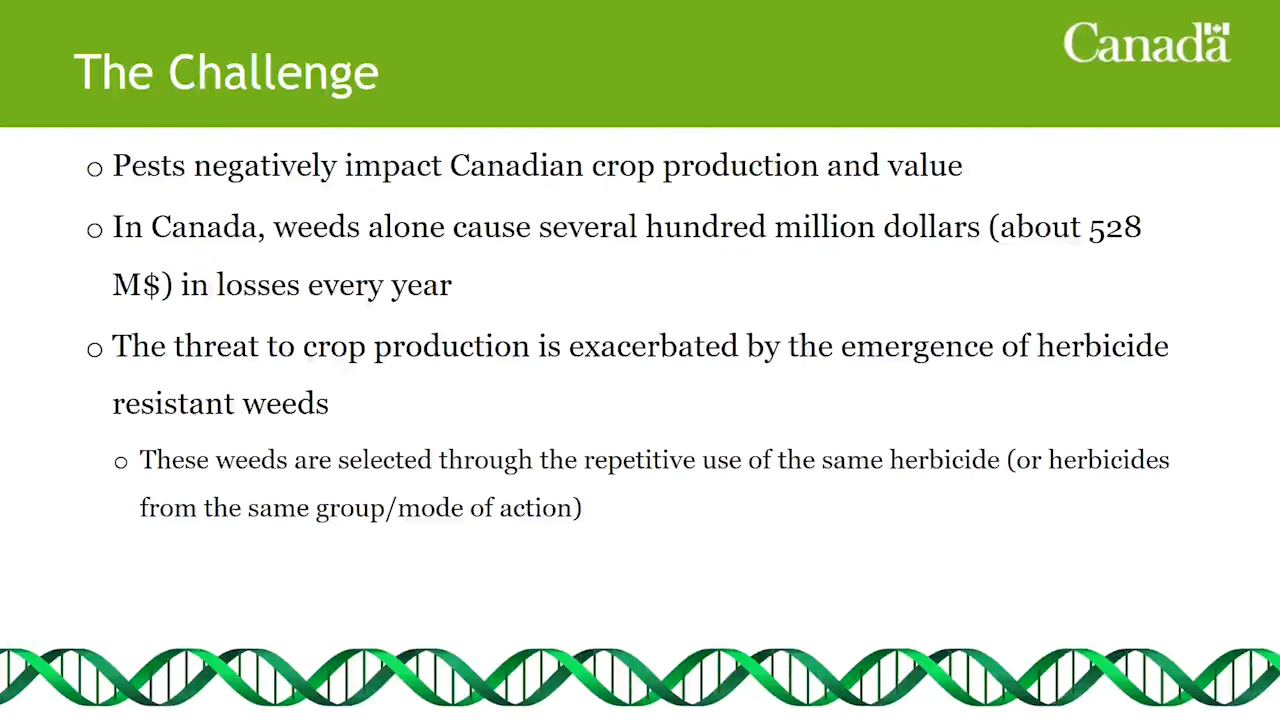 The Challenge
Canada
o Pests negatively impact Canadian crop production and value
o In Canada, weeds alone cause several hundred million dollars (about 528
M$) in losses every year
o The threat to crop production is exacerbated by the emergence of herbicide
resistant weeds
o These weeds are selected through the repetitive use of the same herbicide (or herbicides
from the same group/mode of action)